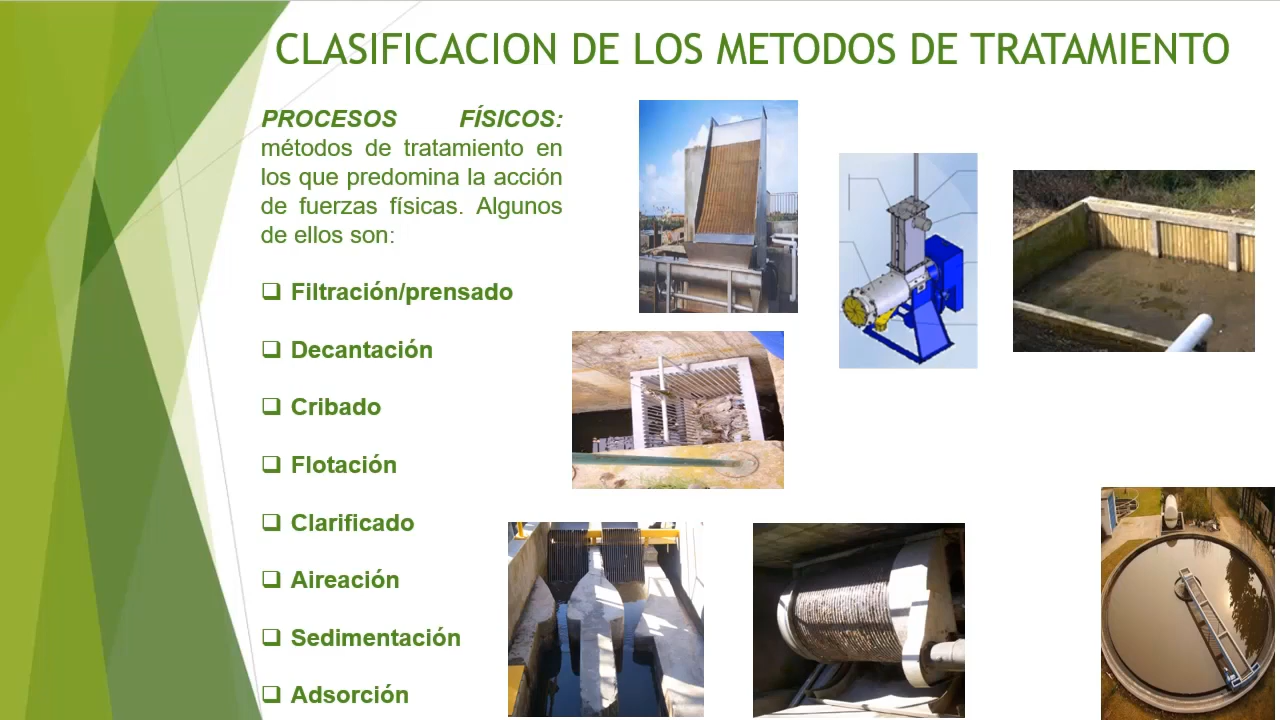 CLASIFICACION DE LOS METODOS DE TRATAMIENTO
PROCESOS FÍSICOS:
métodos de tratamiento en
los que predomina la acción
de fuerzas físicas. Algunos
de ellos son:
❑ Filtración/prensado
❑ Decantación
❑ Cribado
❑ Flotación
❑ Clarificado
❑ Aireación
❑ Sedimentación
❑ Adsorción